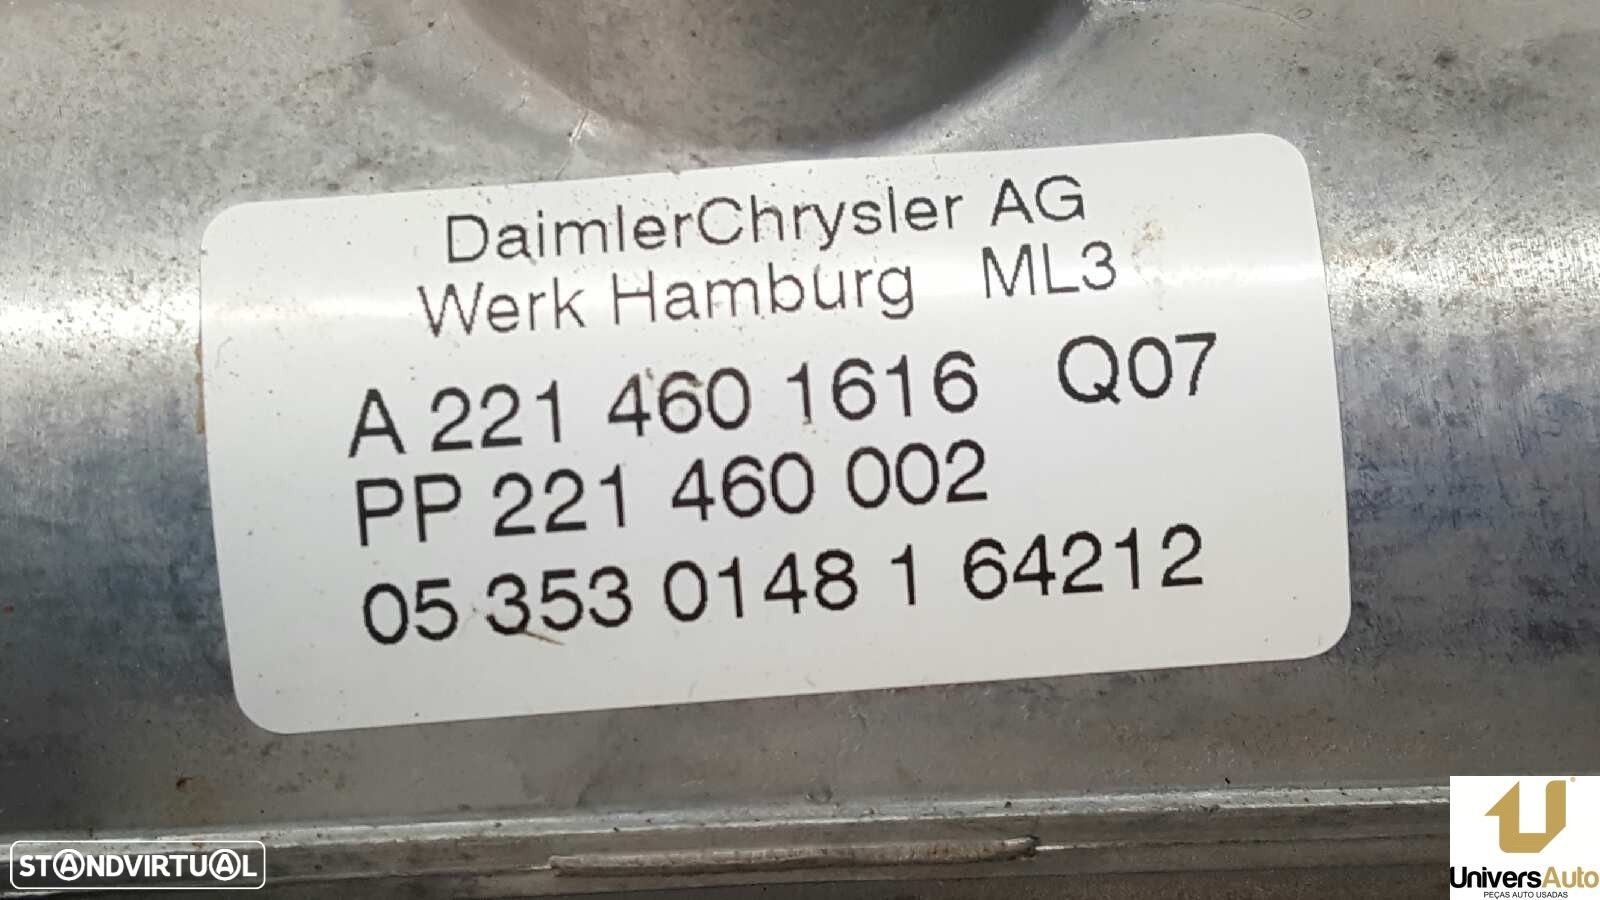 DaimlerChrysler AG
Werk Hamburg ML3
A 221 460 1616 Q07
PP 221 460 002
05 353 0148 1 64212
STANDVIRTUAL
UniversAuto
PEÇAS AUTO USADAS